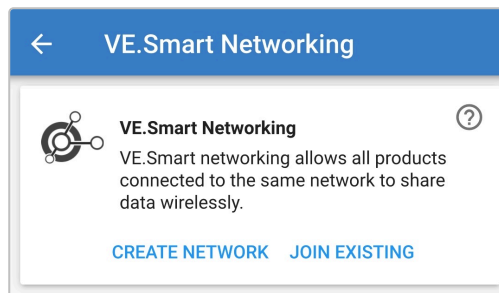 VE.Smart Networking
VE.Smart Networking
VE.Smart networking allows all products
connected to the same network to share
data wirelessly.
CREATE NETWORK JOIN EXISTING